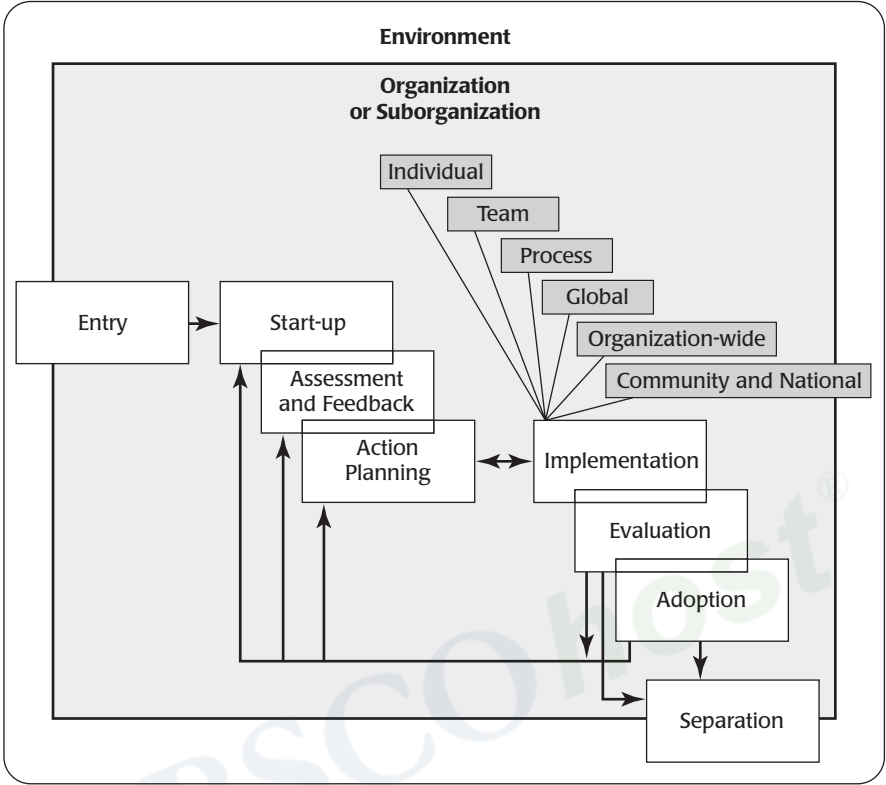 Environment
Organization
or Suborganization
Individual
Team
Process
Global
Organization-wide
Community and National
Entry
Start-up
Assessment
and Feedback
Action
Planning
Implementation
Evaluation
Adoption
Separation
EBSCOhost®